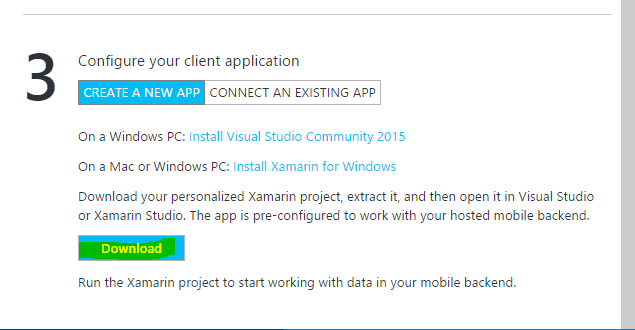 3
Configure your client application
CREATE A NEW APP CONNECT AN EXISTING APP
On a Windows PC: Install Visual Studio Community 2015
On a Mac or Windows PC: Install Xamarin for Windows
Download your personalized Xamarin project, extract it, and then open it in Visual Studio
or Xamarin Studio. The app is pre-configured to work with your hosted mobile backend.
Download
Run the Xamarin project to start working with data in your mobile backend.